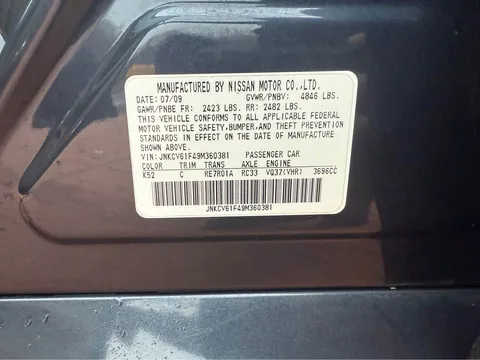 MANUFACTURED BY NISSAN MOTOR CO.,LTD.
DATE: 07/09 GVWR/PNBV: 4846 LBS.
GAWR/PNBE FR: 2423 LBS. RR: 2482 LBS.
THIS VEHICLE CONFORMS TO ALL APPLICABLE FEDERAL
MOTOR VEHICLE SAFETY,BUMPER,AND THEFT PREVENTION
STANDARDS IN EFFECT ON THE DATE OF MANUFACTURE
SHOWN ABOVE.
VIN: JNKCV61F49M360381 PASSENGER CAR
COLOR TRIM TRANS AXLE ENGINE
K52 C RE7R01A RC33 VQ37(VHR) 3696CC
JNKCV61F49M360381